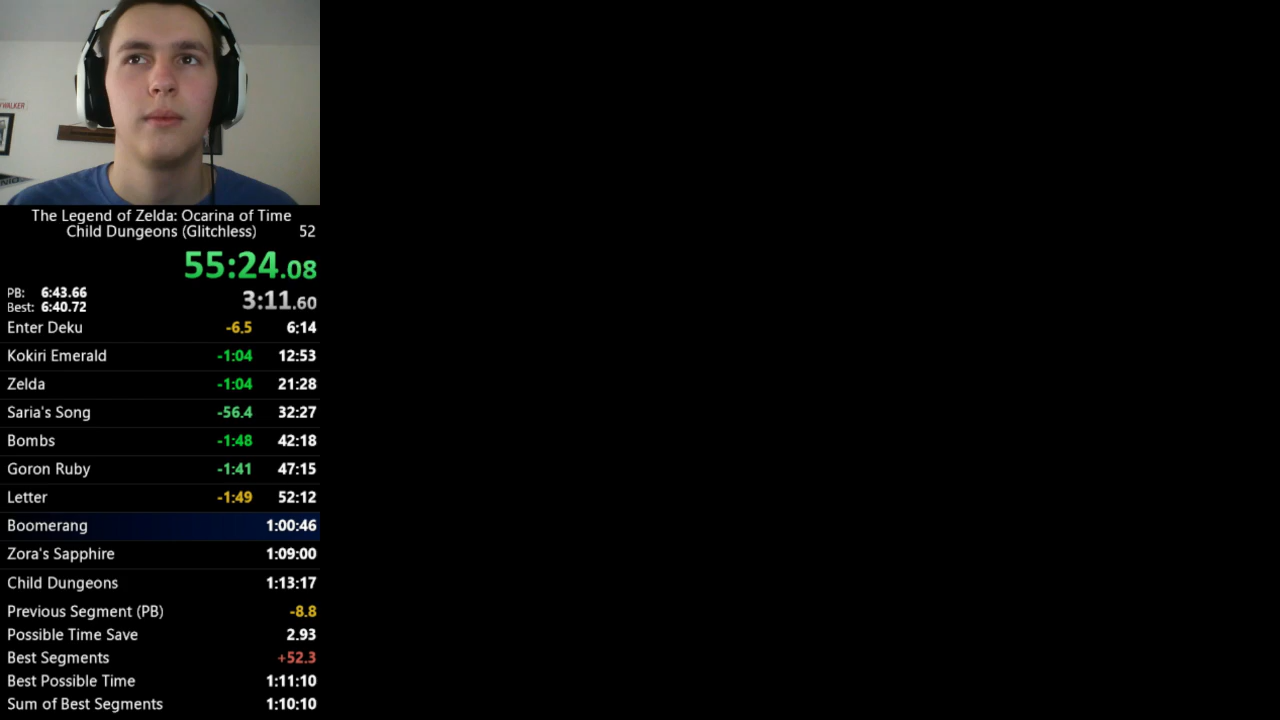 WALKER
The Legend of Zelda: Ocarina of Time
Child Dungeons (Glitchless) 52
55:24.08
PB: 6:43.66
Best: 6:40.72
3:11.60
Enter Deku -6.5 6:14
Kokiri Emerald -1:04 12:53
Zelda -1:04 21:28
Saria's Song -56.4 32:27
Bombs -1:48 42:18
Goron Ruby -1:41 47:15
Letter -1:49 52:12
Boomerang 1:00:46
Zora's Sapphire 1:09:00
Child Dungeons 1:13:17
Previous Segment (PB) -8.8
Possible Time Save 2.93
Best Segments +52.3
Best Possible Time 1:11:10
Sum of Best Segments 1:10:10